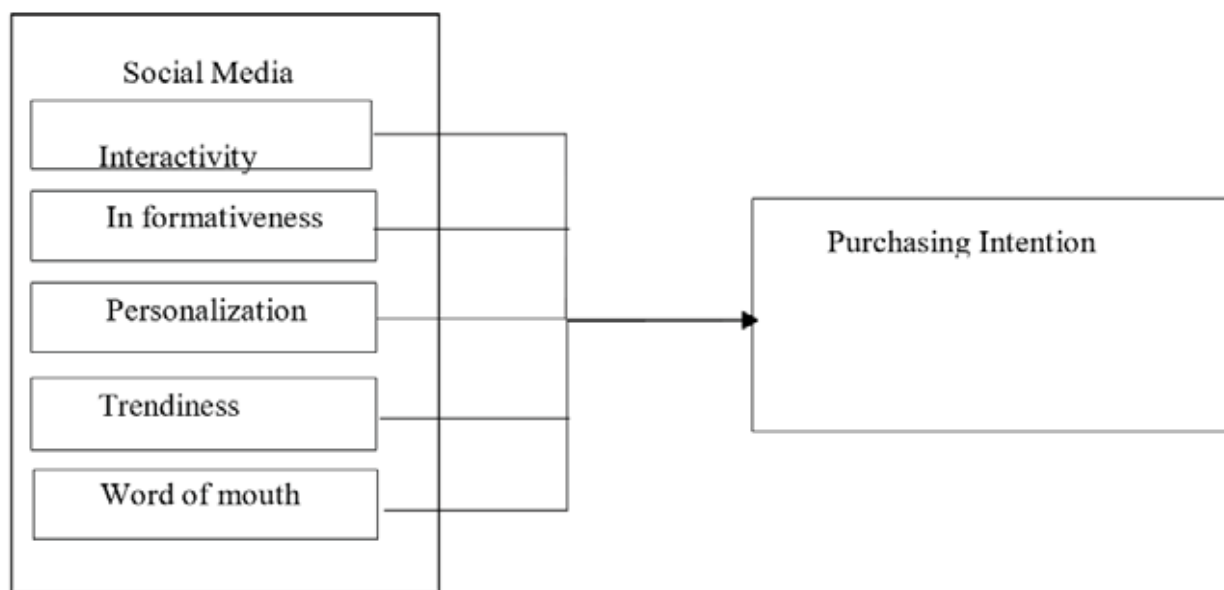 Social Media
Interactivity
In formativeness
Personalization
Trendiness
Word of mouth
Purchasing Intention